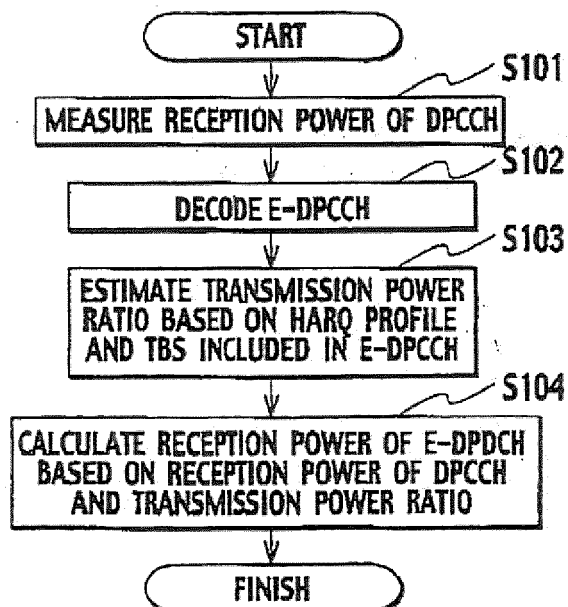 START
S101
MEASURE RECEPTION POWER OF DPCCH
S102
DECODE E-DPCCH
S103
ESTIMATE TRANSMISSION POWER
RATIO BASED ON HARQ PROFILE
AND TBS INCLUDED IN E-DPCCH
S104
CALCULATE RECEPTION POWER OF E-DPDCH
BASED ON RECEPTION POWER OF DPCCH
AND TRANSMISSION POWER RATIO
FINISH